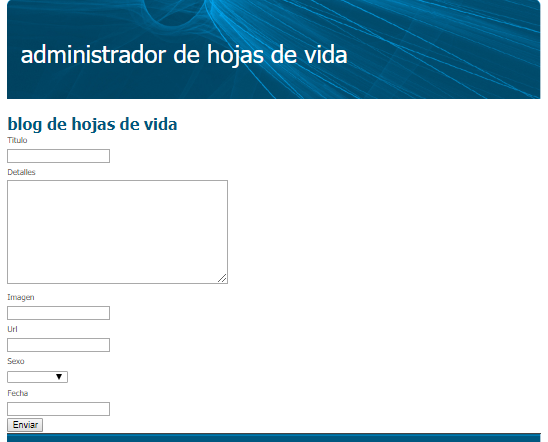 administrador de hojas de vida
blog de hojas de vida
Titulo
Detalles
Imagen
Url
Sexo
Fecha
Enviar